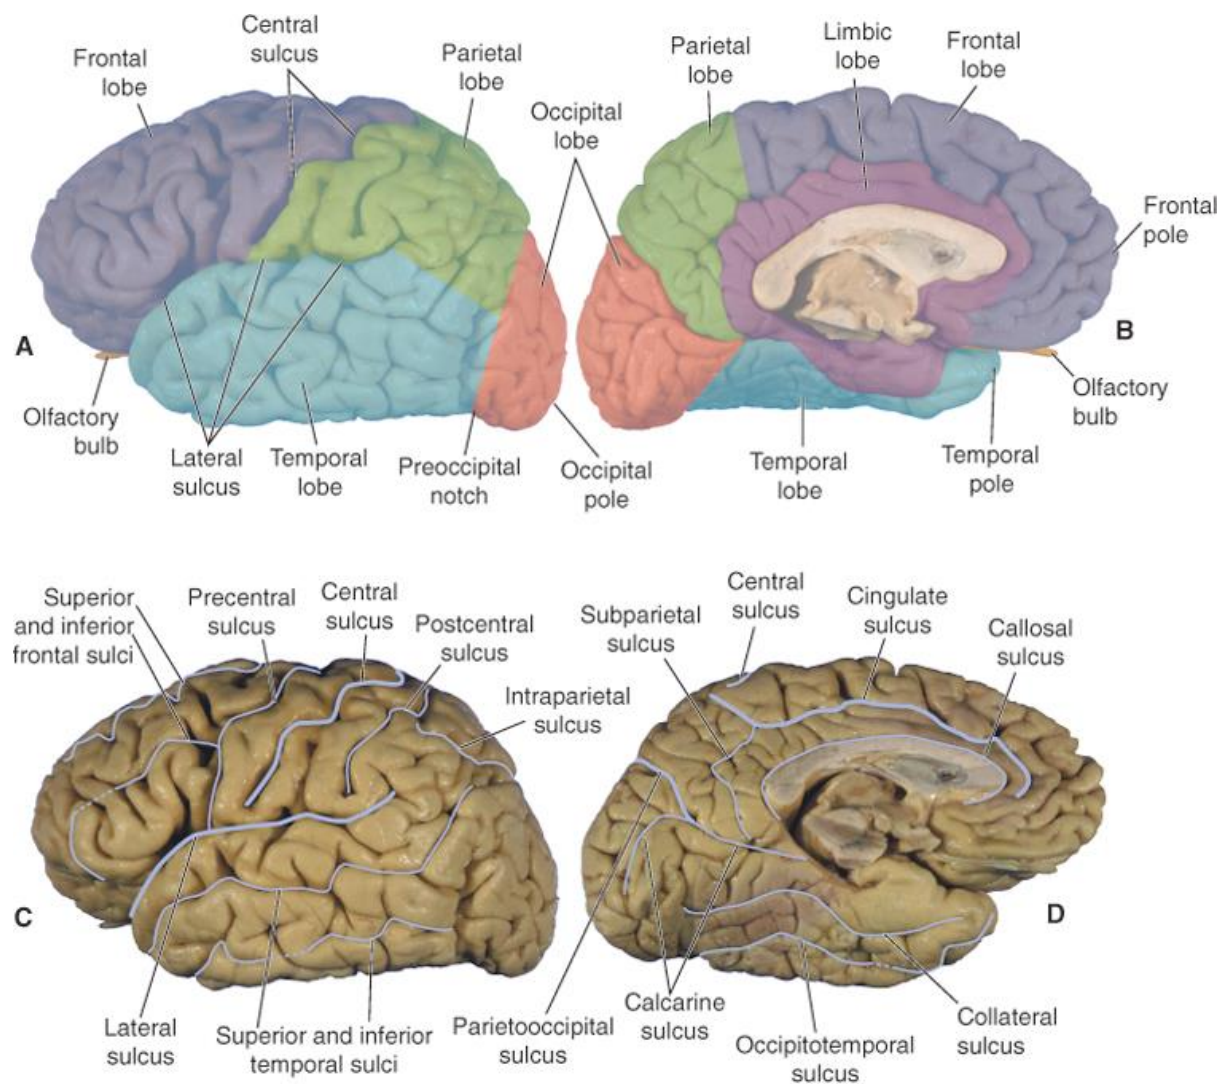 Central
sulcus
Frontal
lobe
Parietal
lobe
Occipital
lobe
Parietal
lobe
Limbic
lobe
Frontal
lobe
Frontal
pole
A
B
Olfactory
bulb
Lateral
sulcus
Temporal
lobe
Preoccipital
notch
Occipital
pole
Temporal
lobe
Temporal
pole
Olfactory
bulb
Superior
and inferior
frontal sulci
Precentral
sulcus
Central
sulcus
Postcentral
sulcus
Intraparietal
sulcus
Subparietal
sulcus
Central
sulcus
Cingulate
sulcus
Callosal
sulcus
C
D
Lateral
sulcus
Superior and inferior
temporal sulci
Parietooccipital
sulcus
Calcarine
sulcus
Occipitotemporal
sulcus
Collateral
sulcus